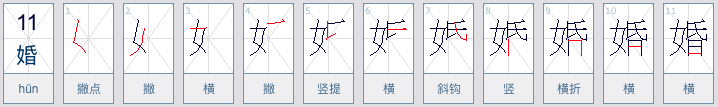 11
婚
1 2 3 4 5 6 7 8 9 10 11
hūn 撇点 撇 横 撇 竖提 横 斜钩 竖 横折 横 横